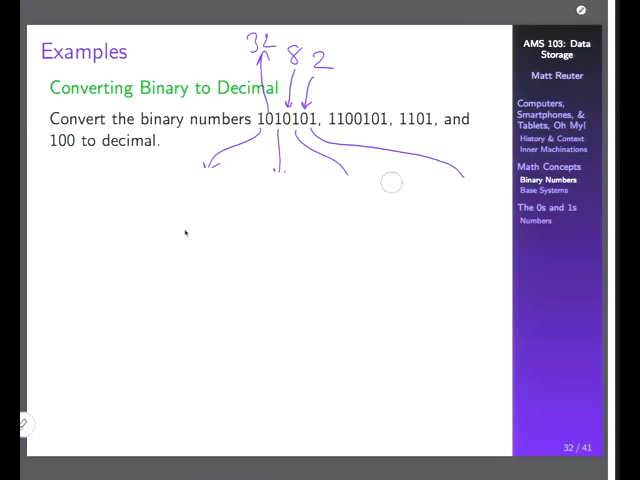 Examples
32 8 2
Converting Binary to Decimal
Convert the binary numbers 1010101, 1100101, 1101, and
100 to decimal.
AMS 103: Data
Storage
Matt Reuter
Computers,
Smartphones, &
Tablets, Oh My!
History & Context
Inner Machinations
Math Concepts
Binary Numbers
Base Systems
The 0s and 1s
Numbers
32 / 41